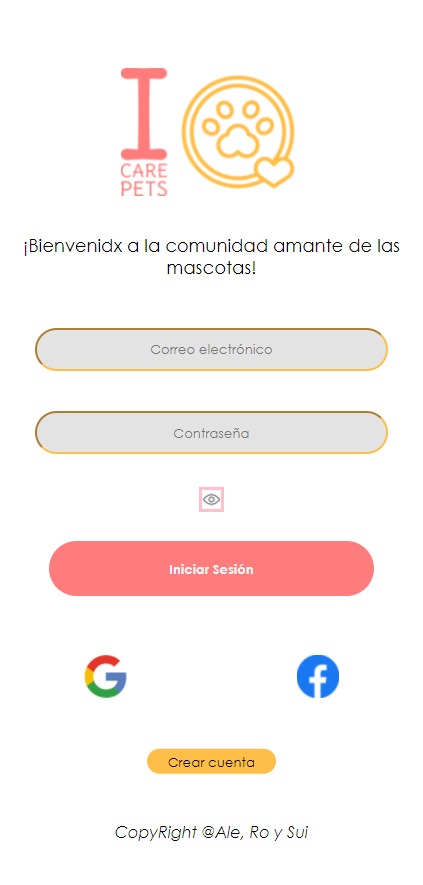 I
CARE
PETS
¡Bienvenidx a la comunidad amante de las
mascotas!
Correo electrónico
Contraseña
Iniciar Sesión
Crear cuenta
CopyRight @Ale, Ro y Sui